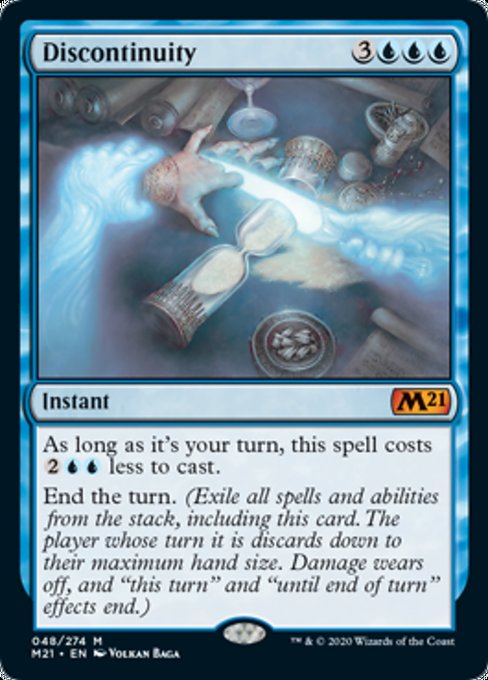 Discontinuity 3
Instant M21
As long as it's your turn, this spell costs
2 less to cast.
End the turn. (Exile all spells and abilities
from the stack, including this card. The
player whose turn it is discards down to
their maximum hand size. Damage wears
off, and “this turn” and “until end of turn”
effects end.)
048/274 M
M21 • EN Volkan Baga
™ & © 2020 Wizards of the Coast